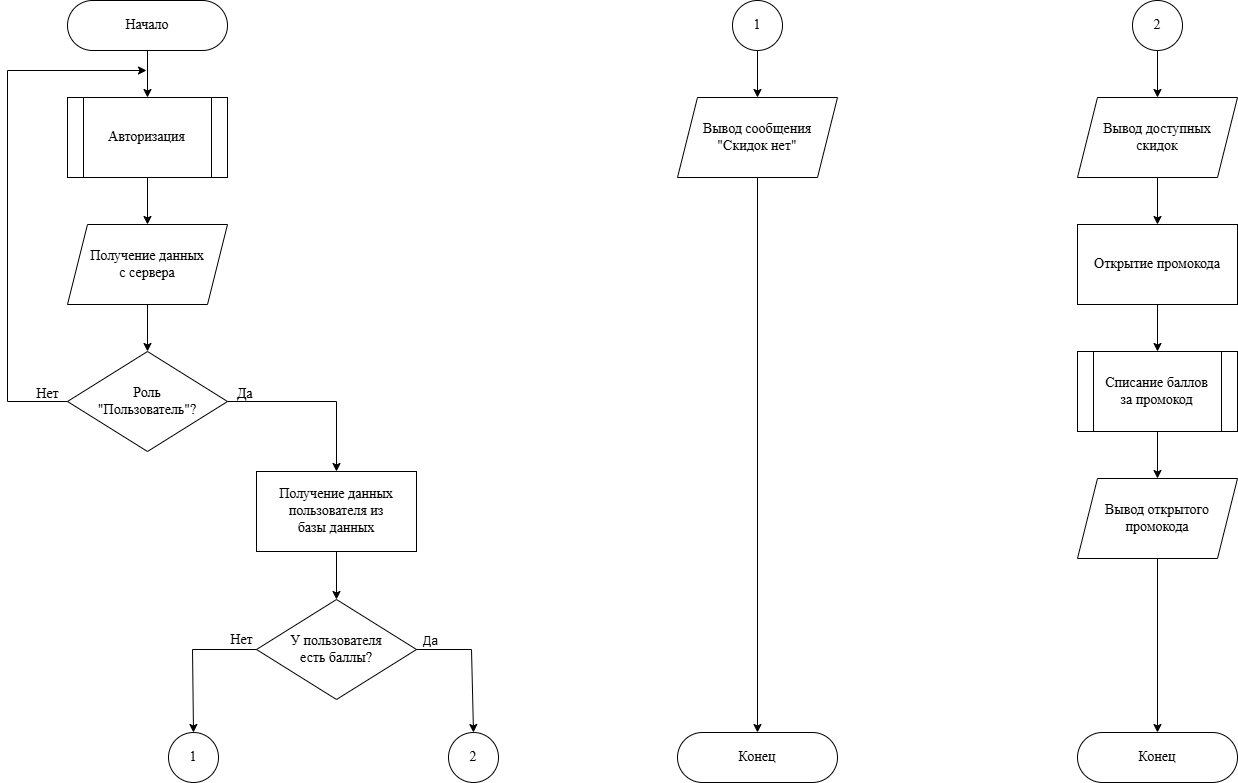 Начало
Авторизация
Получение данных
с сервера
Роль
"Пользователь"?
Нет
Да
Получение данных
пользователя из
базы данных
У пользователя
есть баллы?
Нет
Да
1
2
1
Вывод сообщения
"Скидок нет"
Конец
2
Вывод доступных
скидок
Открытие промокода
Списание баллов
за промокод
Вывод открытого
промокода
Конец